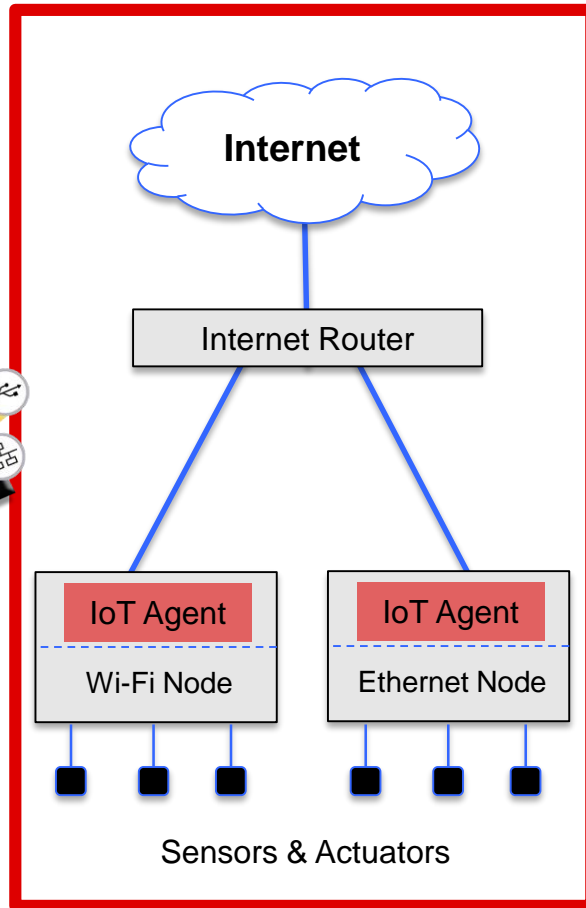 Internet
Internet Router
IoT Agent
IoT Agent
Wi-Fi Node
Ethernet Node
Sensors & Actuators